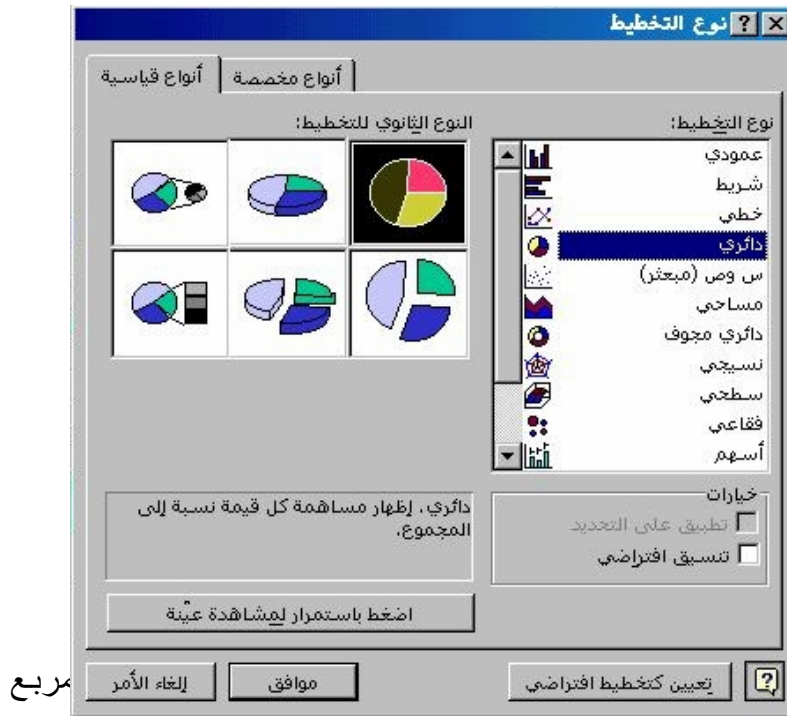 نوع التخطيط
أنواع قياسية
أنواع مخصصة
نوع التخطيط:
عمودي
شريط
خطي
دائري
س وص (مبعثر)
مساحي
دائري مجوف
نسيجي
سطحي
فقاعي
أسهم
النوع الثانوي للتخطيط:
خيارات
تطبيق على التحديد
تنسيق افتراضي
دائري. إظهار مساهمة كل قيمة نسبة إلى
المجموع.
اضغط باستمرار لمشاهدة عيّنة
تعيين كتخطيط افتراضي
موافق
إلغاء الأمر
مربع